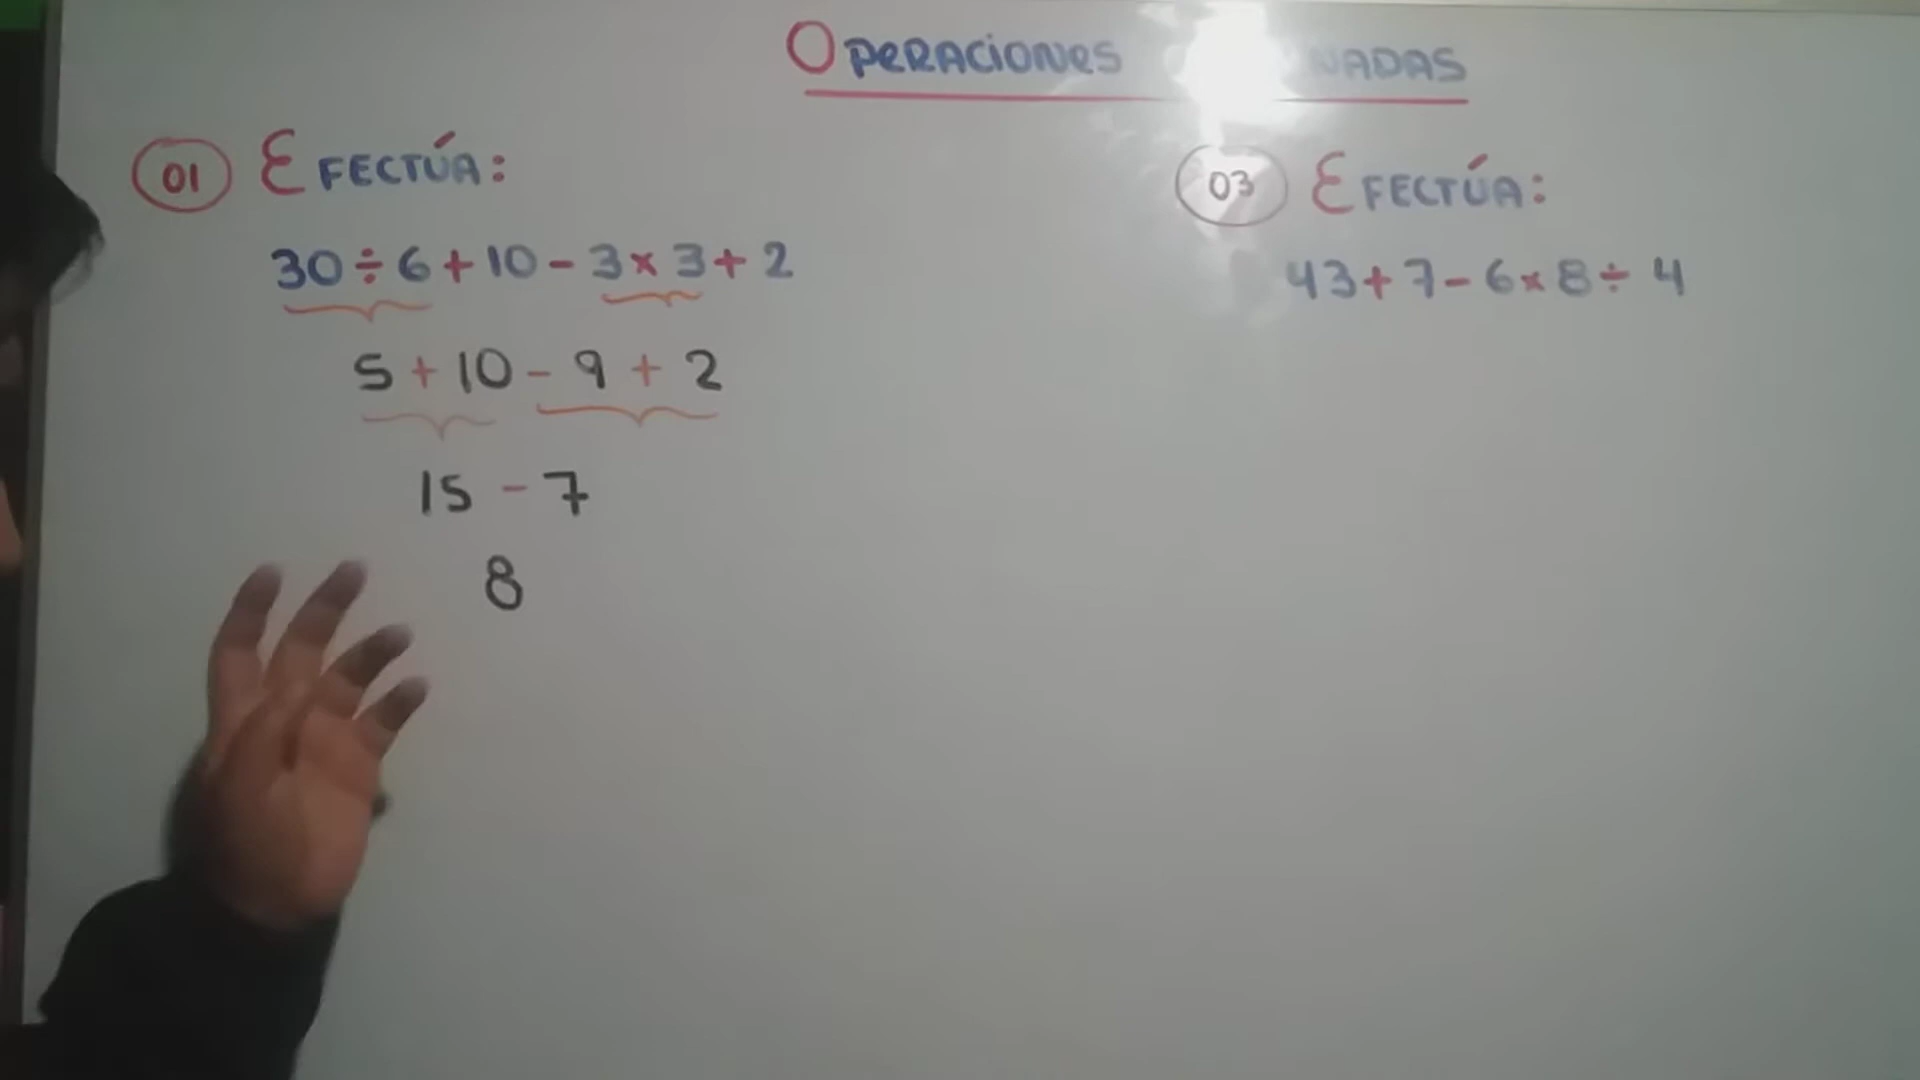 OPERACIONES
01 EFECTÚA:
30 ÷ 6 + 10 - 3 × 3 + 2
5 + 10 - 9 + 2
15 - 7
8
03 EFECTÚA:
43 + 7 - 6 × 8 ÷ 4